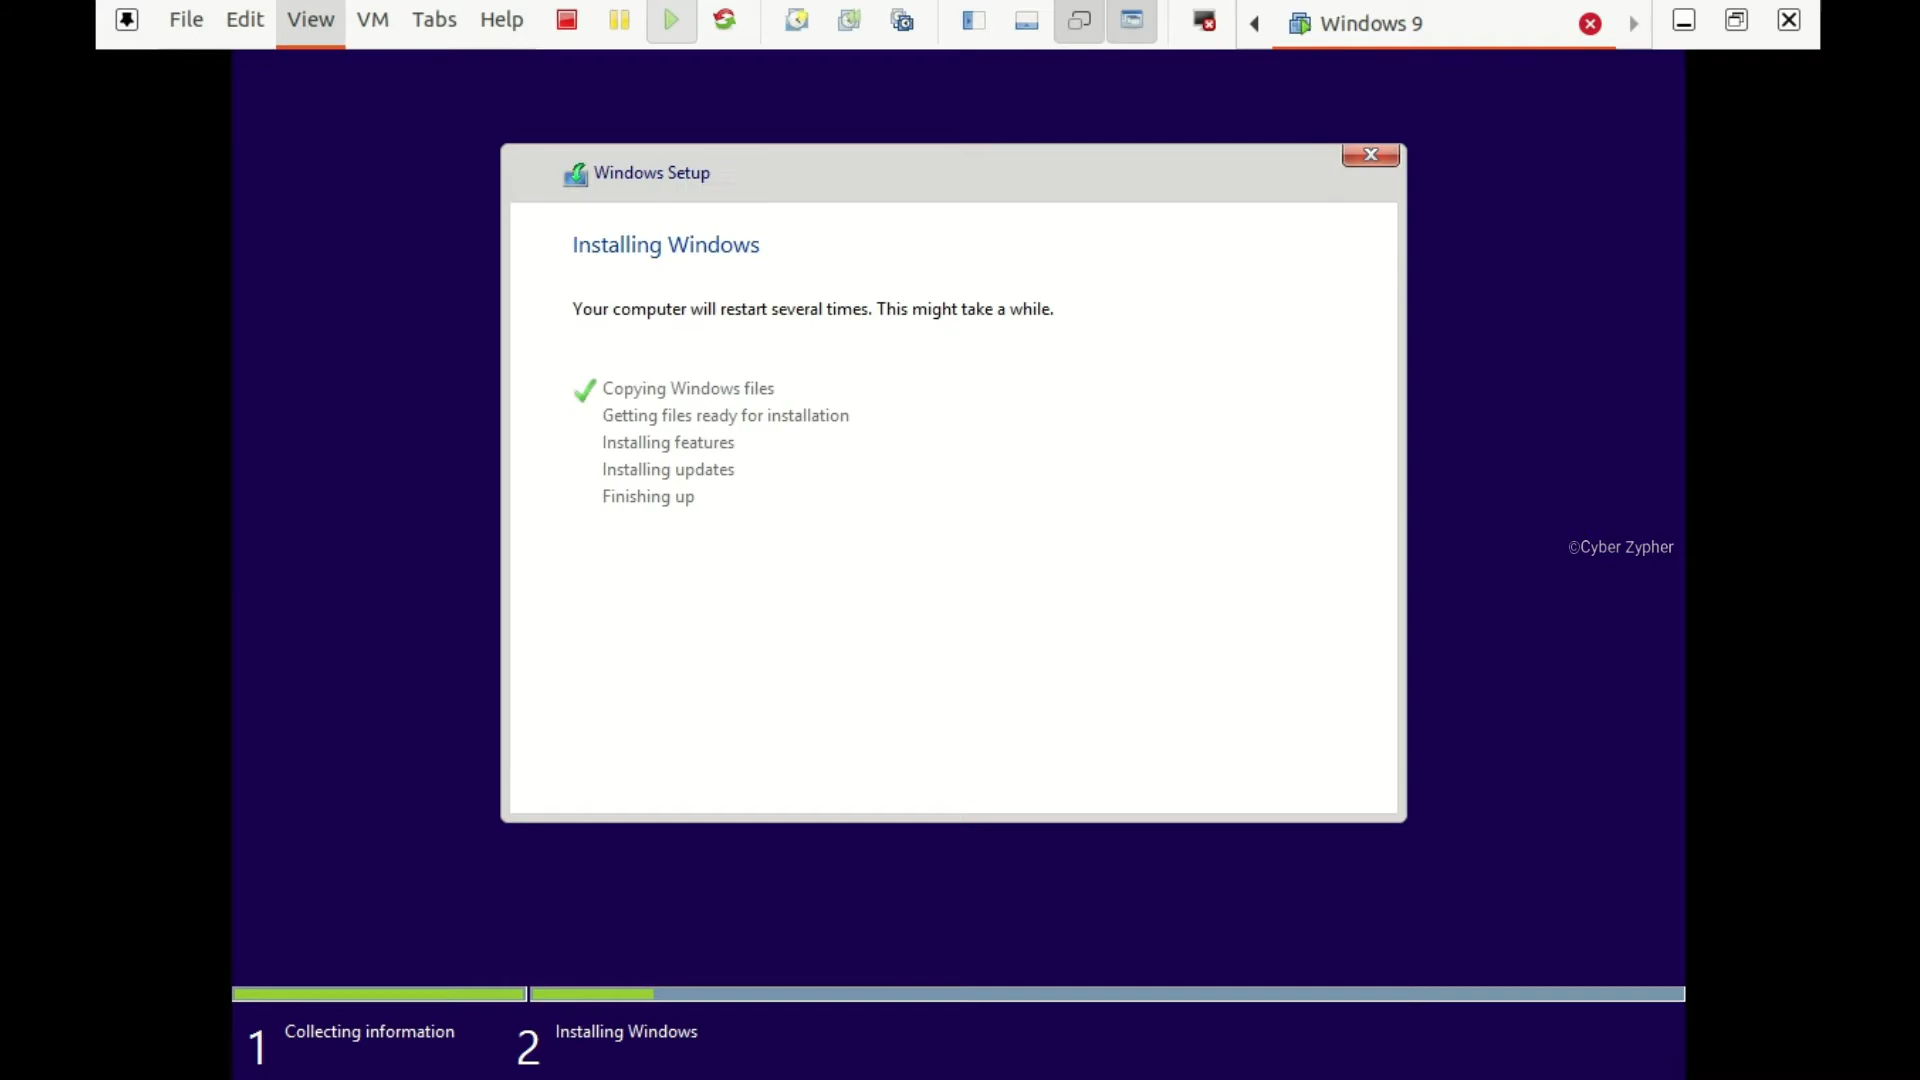 File Edit View VM Tabs Help
Windows 9
Windows Setup
Installing Windows
Your computer will restart several times. This might take a while.
Copying Windows files
Getting files ready for installation
Installing features
Installing updates
Finishing up
©Cyber Zypher
1 Collecting information
2 Installing Windows